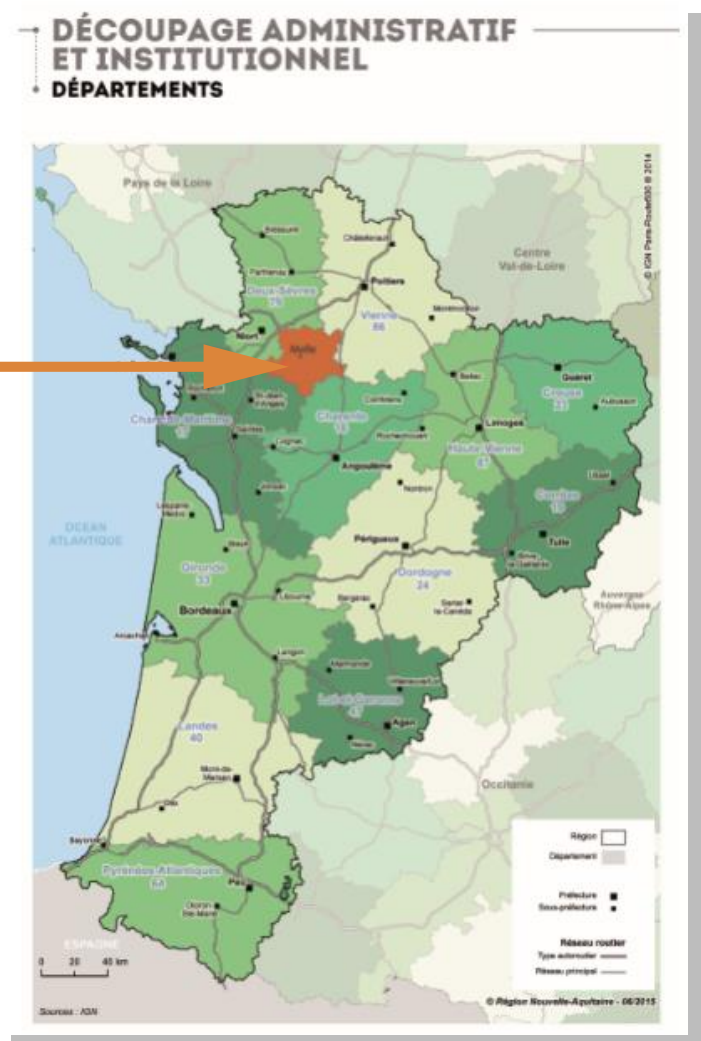 DÉCOUPAGE ADMINISTRATIF
ET INSTITUTIONNEL
DÉPARTEMENTS
© IGN Paris-Route500 ® 2014
Pays de la Loire
Bressuire
Châtellerault
Centre
Val-de-Loire
Parthenay
Poitiers
Deux-Sèvres
79
Montmorillon
Vienne
86
Niort
Guéret
Bellac
Creuse
23
Aubusson
St-Jean
d'Angély
Confolens
Charente-Maritime
17
Charente
16
Limoges
Saintes
Rochechouart
Cognac
Haute-Vienne
87
Angoulême
Ussel
Jonzac
Nontron
Corrèze
19
Lesparre
Médoc
OCEAN
ATLANTIQUE
Périgueux
Tulle
Blaye
Brive
la-Gaillarde
Gironde
33
Dordogne
24
Auvergne
Rhône-Alpes
Libourne
Bergerac
Sarlat
la-Canéda
Bordeaux
Arcachon
Langon
Marmande
Villeneuve/Lot
Lot-et-Garonne
47
Landes
40
Agen
Nérac
Mont-de-
Marsan
Occitanie
Dax
Bayonne
Région
Département
Pyrénées-Atlantiques
64
Pau
Préfecture
Sous-préfecture
Oloron
Ste-Marie
Réseau routier
ESPAGNE
Type autoroutier
0 20 40 km
Réseau principal
© Région Nouvelle-Aquitaine - 06/2015
Sources : IGN